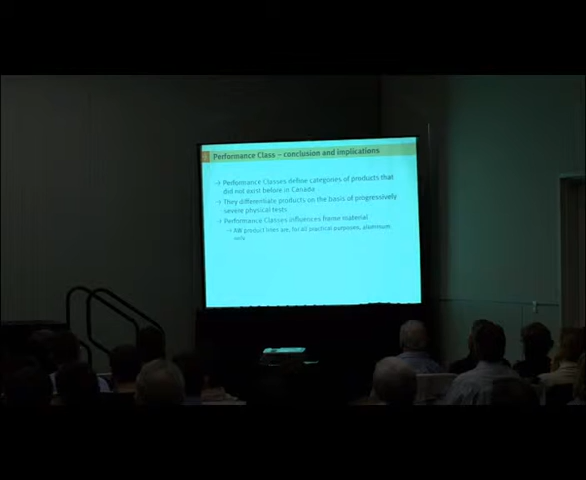 Performance Class – conclusion and implications
→ Performance Classes define categories of products that
did not exist before in Canada
→ They differentiate products on the basis of progressively
severe physical tests
→ Performance Classes influences frame material
→ AW product lines are, for all practical purposes, aluminum
only